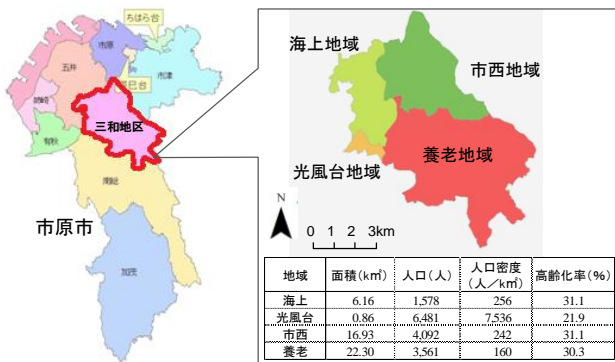 ちはら台
市原
五井
市津
辰巳台
姉崎
三和地区
有秋
南総
市原市
加茂
海上地域
市西地域
養老地域
光風台地域
N
0 1 2 3km
地域 面積(k㎡) 人口(人) 人口密度(人/k㎡) 高齢化率(%)
海上 6.16 1,578 256 31.1
光風台 0.86 6,481 7,536 21.9
市西 16.93 4,092 242 31.1
養老 22.30 3,561 160 30.3